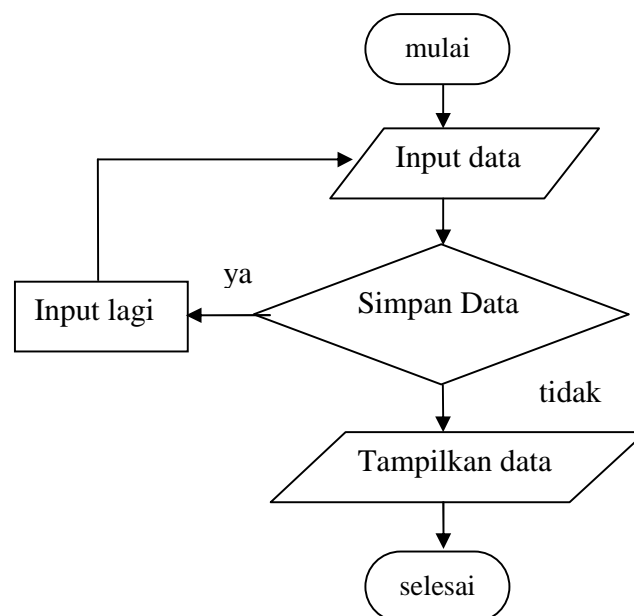 mulai
Input data
ya
Input lagi
Simpan Data
tidak
Tampilkan data
selesai